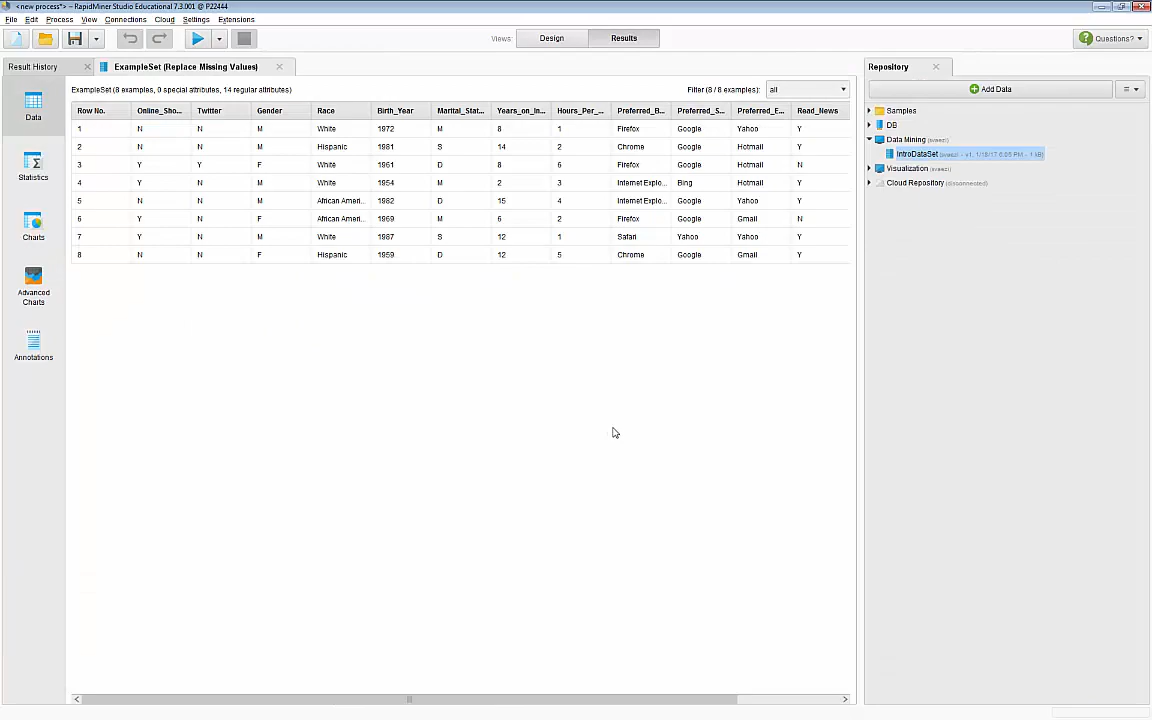 <new process*> – RapidMiner Studio Educational 7.3.001 @ P22444
File Edit Process View Connections Cloud Settings Extensions
Views: Design Results Questions?
Result History ExampleSet (Replace Missing Values) Repository
ExampleSet (8 examples, 0 special attributes, 14 regular attributes) Filter (8 / 8 examples): all Add Data
Row No. Online_Sho... Twitter Gender Race Birth_Year Marital_Stat... Years_on_In... Hours_Per_... Preferred_B... Preferred_S... Preferred_E... Read_News
1 N N M White 1972 M 8 1 Firefox Google Yahoo Y
2 N N M Hispanic 1981 S 14 2 Chrome Google Hotmail Y
3 Y Y F White 1961 D 8 6 Firefox Google Hotmail N
4 Y N M White 1954 M 2 3 Internet Explo... Bing Hotmail Y
5 N N M African Ameri... 1982 D 15 4 Internet Explo... Google Yahoo Y
6 Y N F African Ameri... 1969 M 6 2 Firefox Google Gmail N
7 Y N M White 1987 S 12 1 Safari Yahoo Yahoo Y
8 N N F Hispanic 1959 D 12 5 Chrome Google Gmail Y
Data
Statistics
Charts
Advanced
Charts
Annotations
Samples
DB
Data Mining
IntroDataSet
Visualization
Cloud Repository (disconnected)